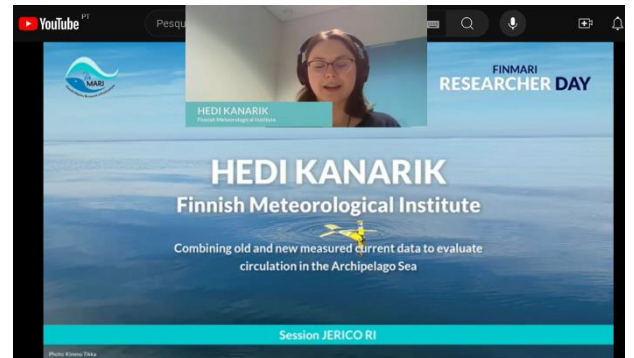 YouTube PT
Pesqu
MARI
FINMARI
RESEARCHER DAY
HEDI KANARIK
Finnish Meteorological Institute
HEDI KANARIK
Finnish Meteorological Institute
Combining old and new measured current data to evaluate
circulation in the Archipelago Sea
Session JERICO RI
Photo: Kimmo Tikka